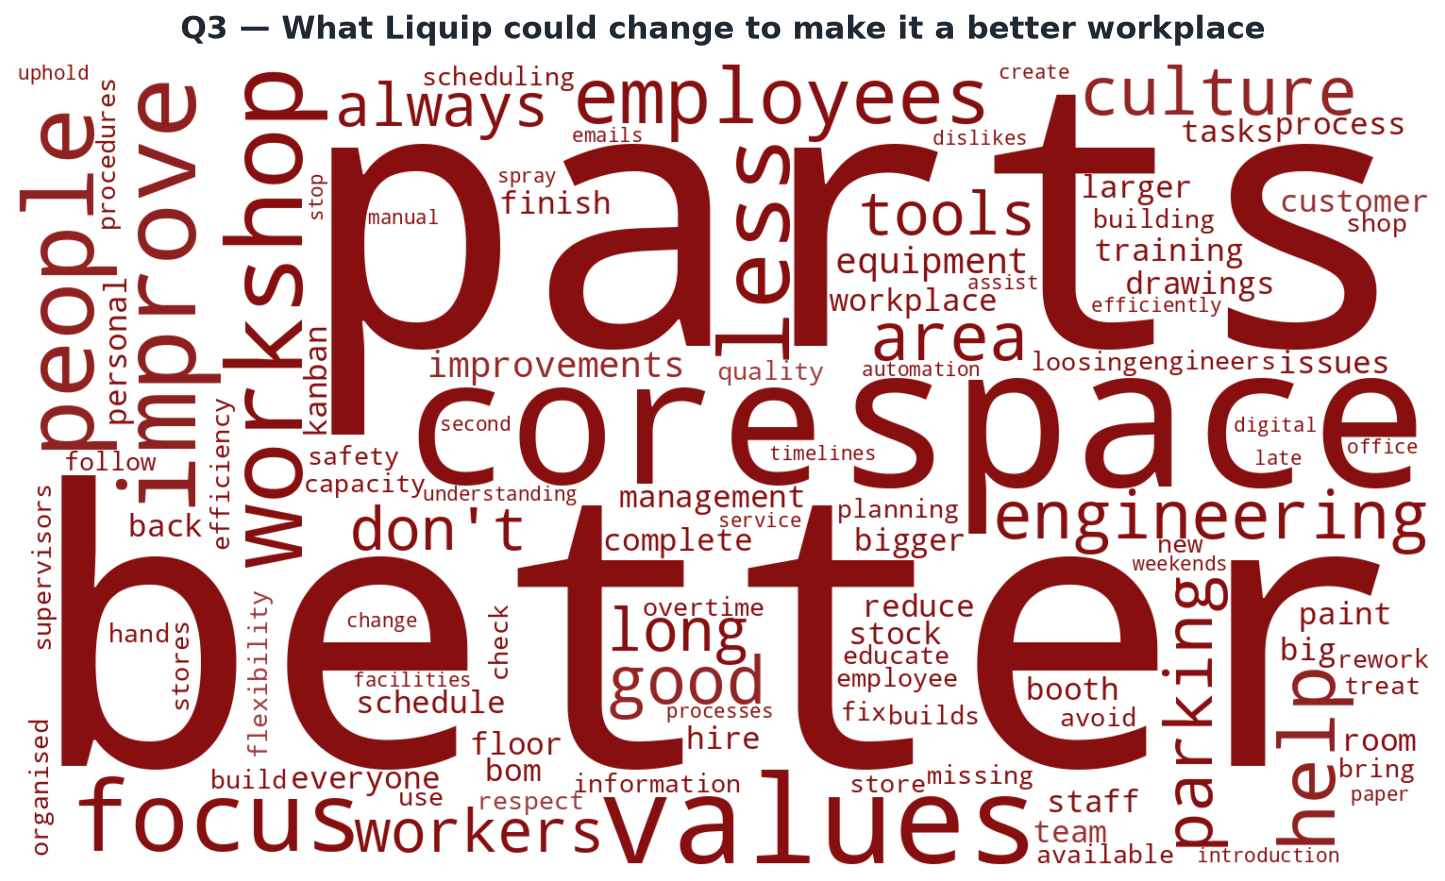 Q3 — What Liquip could change to make it a better workplace
uphold
people
procedures
improve
workshop
always
scheduling
employees
create
culture
emails
dislikes
tasks
process
parts
stop
spray
finish
manual
less
tools
larger
customer
building
shop
equipment
training
assist
drawings
workplace
efficiently
personal
kanban
area
improvements
quality
automation
loosing
engineers
issues
core
space
second
timelines
digital
late
office
follow
efficiency
safety
capacity
understanding
management
service
planning
engineering
back
don't
complete
bigger
new
weekends
supervisors
better
hand
stores
flexibility
change
check
overtime
long
good
reduce
stock
educate
employee
parking
paint
big
rework
treat
facilities
schedule
processes
fix
builds
booth
avoid
help
organised
floor
hire
room
bom
bring
build
everyone
information
store
missing
paper
use
respect
staff
focus
workers
values
team
available
introduction